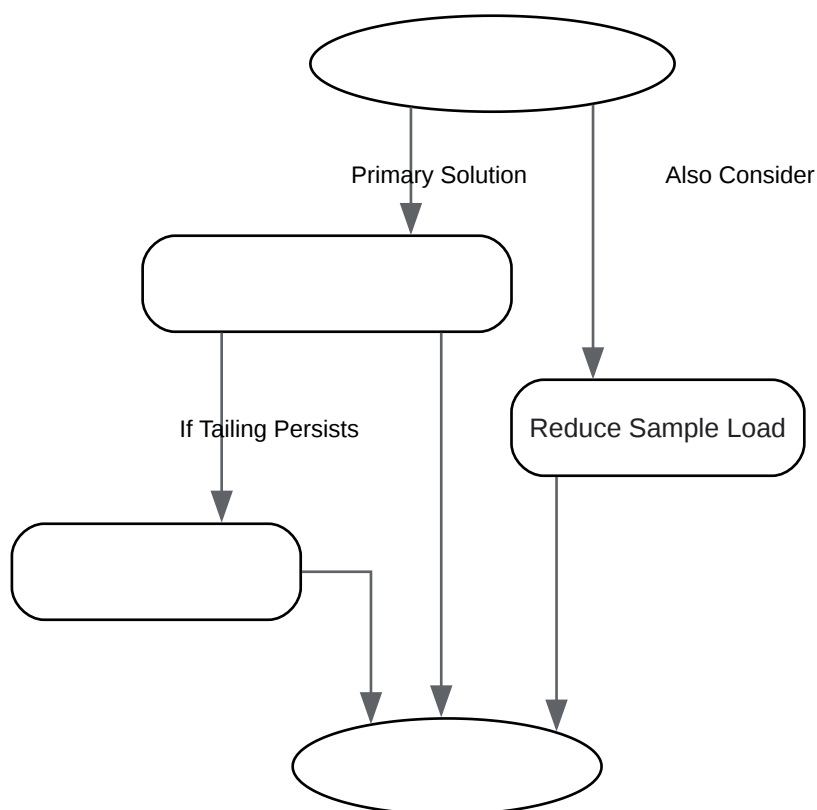 Primary Solution
Also Consider
If Tailing Persists
Reduce Sample Load